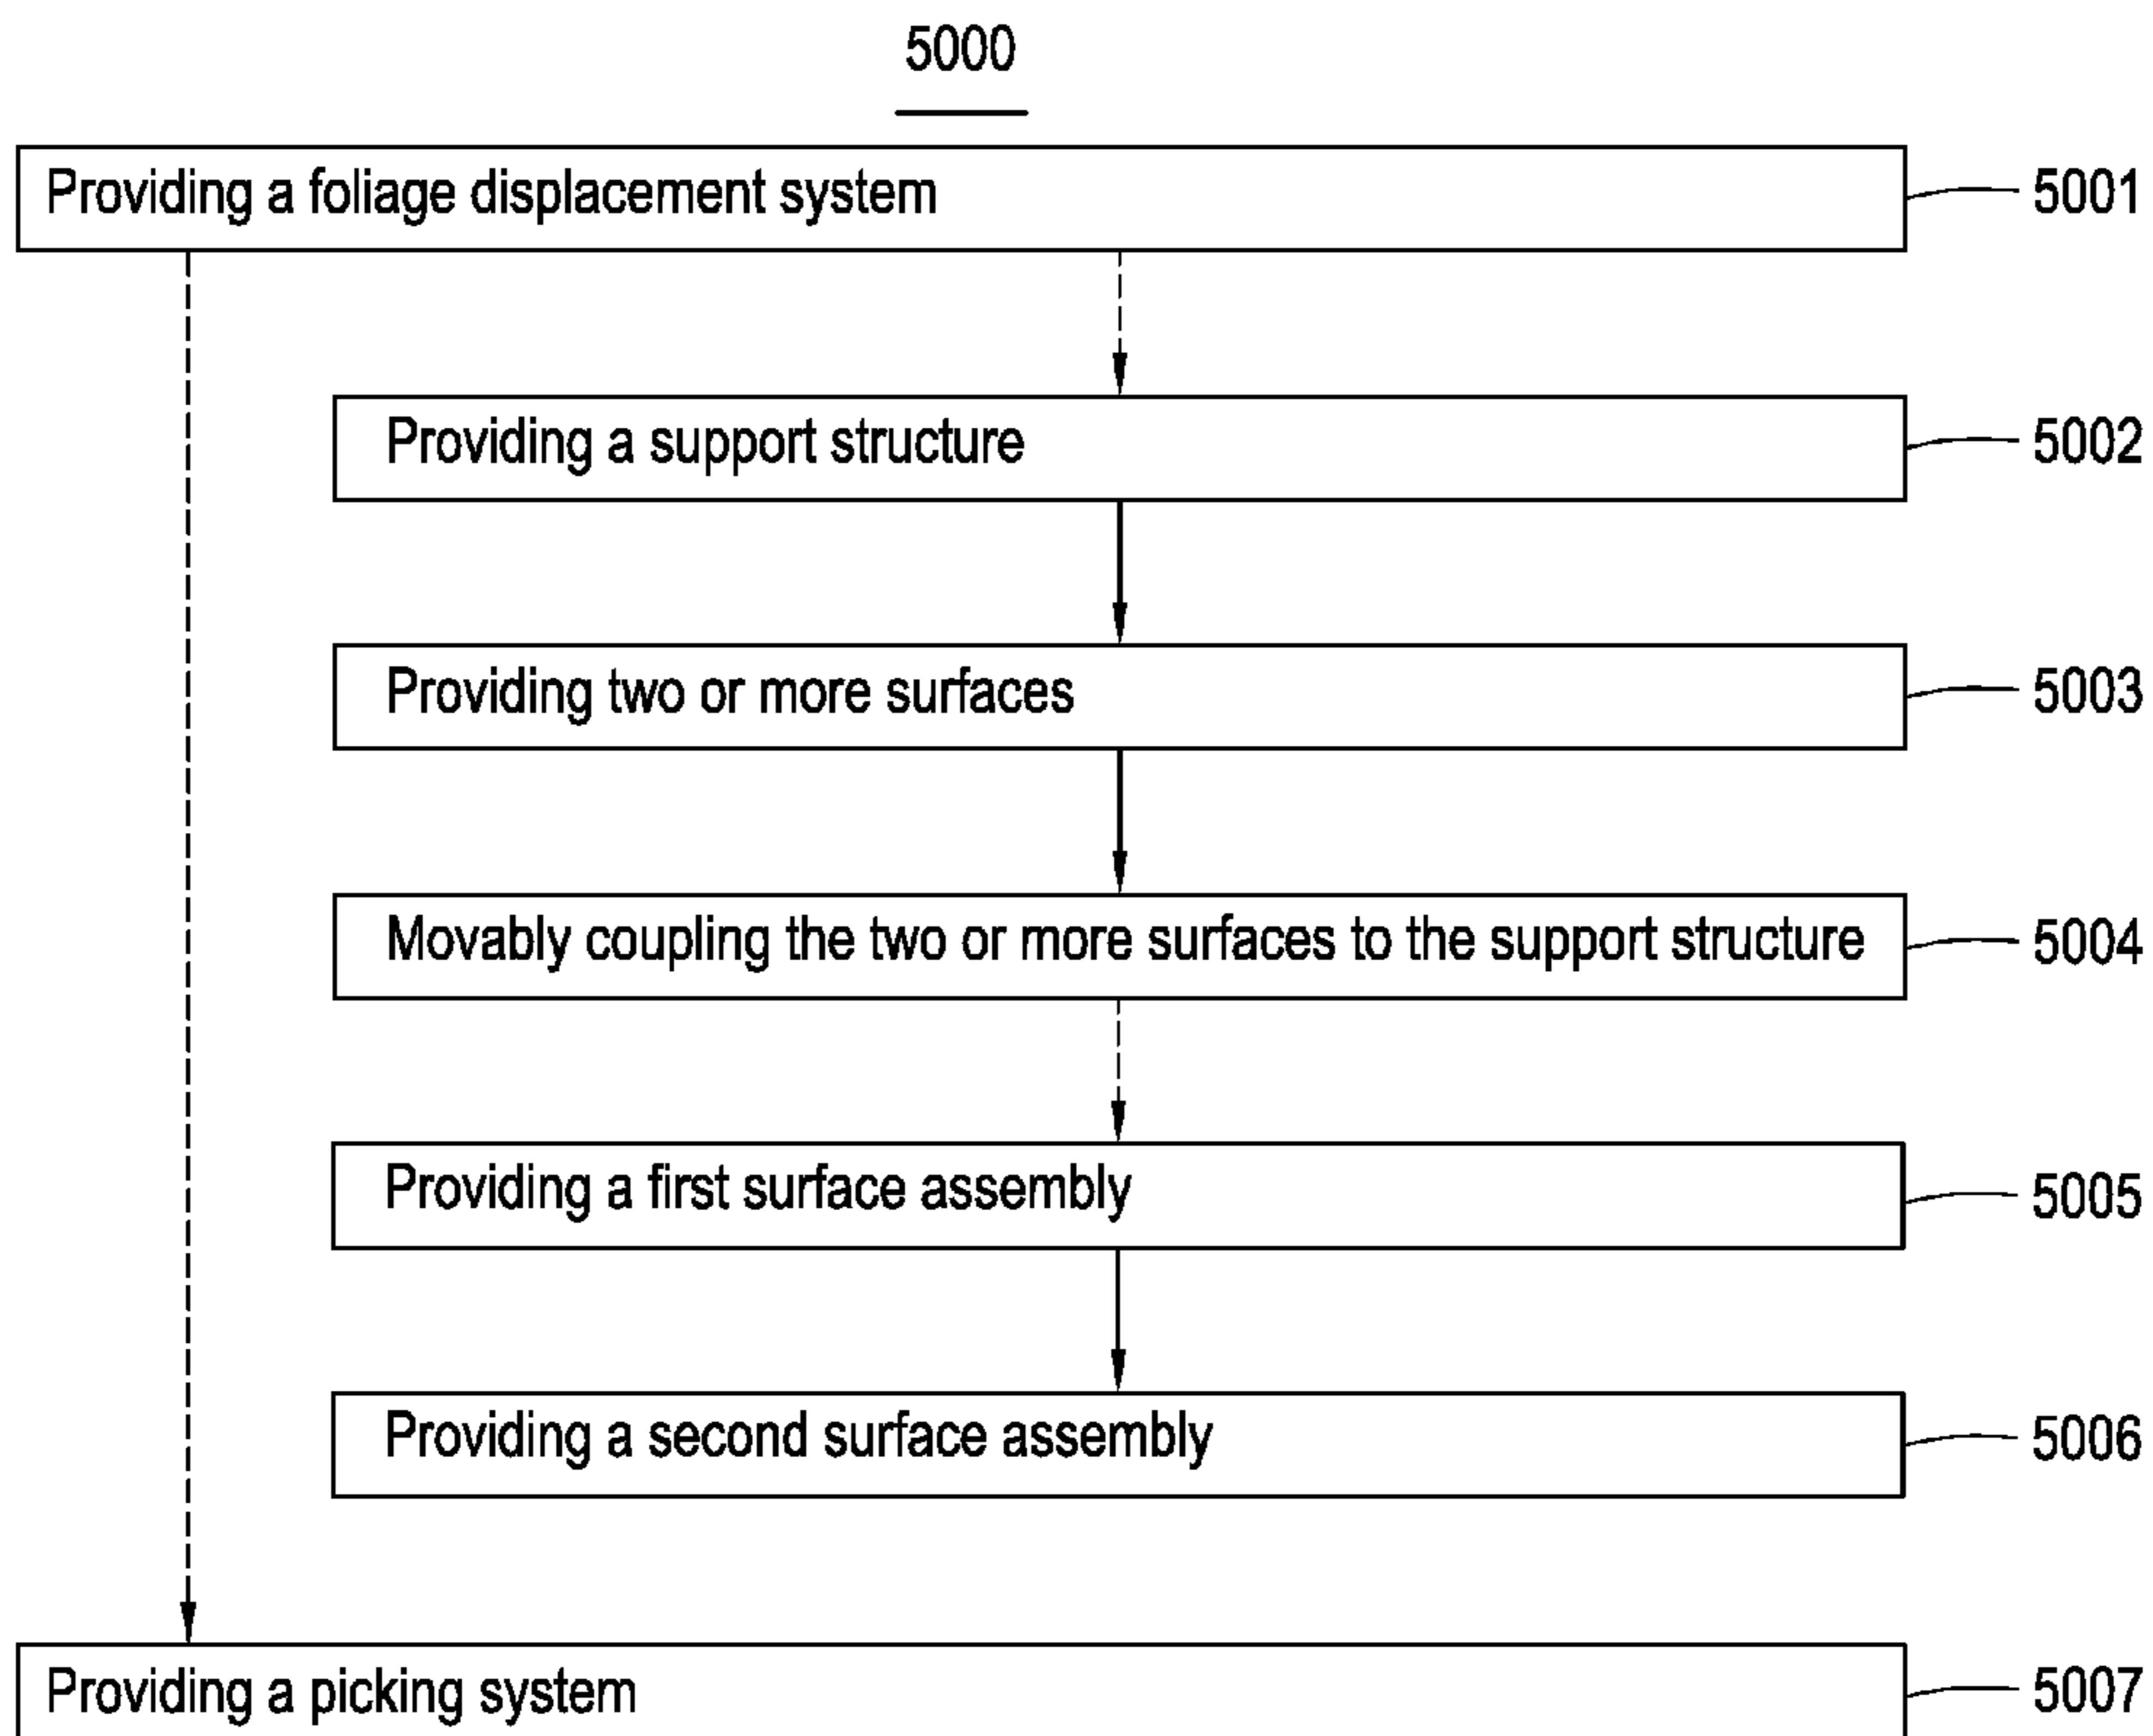 5000
Providing a foliage displacement system 5001
Providing a support structure 5002
Providing two or more surfaces 5003
Movably coupling the two or more surfaces to the support structure 5004
Providing a first surface assembly 5005
Providing a second surface assembly 5006
Providing a picking system 5007